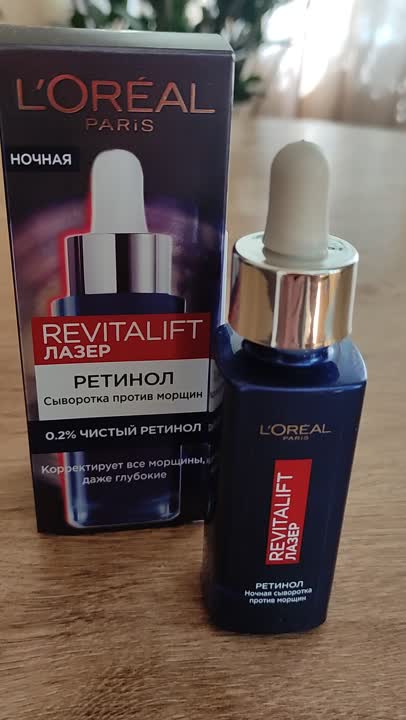 L'ORÉAL
PARIS
НОЧНАЯ
REVITALIFT
ЛАЗЕР
РЕТИНОЛ
Сыворотка против морщин
0.2% ЧИСТЫЙ РЕТИНОЛ
Корректирует все морщины,
даже глубокие
L'ORÉAL
PARIS
REVITALIFT
ЛАЗЕР
РЕТИНОЛ
Ночная сыворотка
против морщин